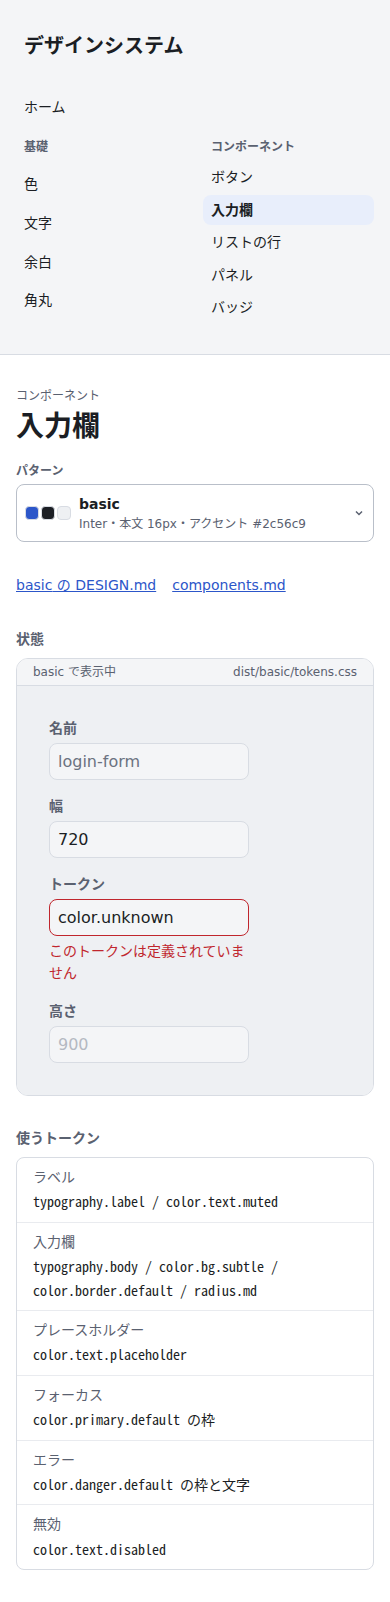 デザインシステム
ホーム
基礎
色
文字
余白
角丸
コンポーネント
ボタン
入力欄
リストの行
パネル
バッジ
コンポーネント
入力欄
パターン
basic
Inter・本文 16px・アクセント #2c56c9
basic の DESIGN.md components.md
状態
basic で表示中 dist/basic/tokens.css
名前
login-form
幅
720
トークン
color.unknown
このトークンは定義されていま
せん
高さ
900
使うトークン
ラベル
typography.label / color.text.muted
入力欄
typography.body / color.bg.subtle /
color.border.default / radius.md
プレースホルダー
color.text.placeholder
フォーカス
color.primary.default の枠
エラー
color.danger.default の枠と文字
無効
color.text.disabled